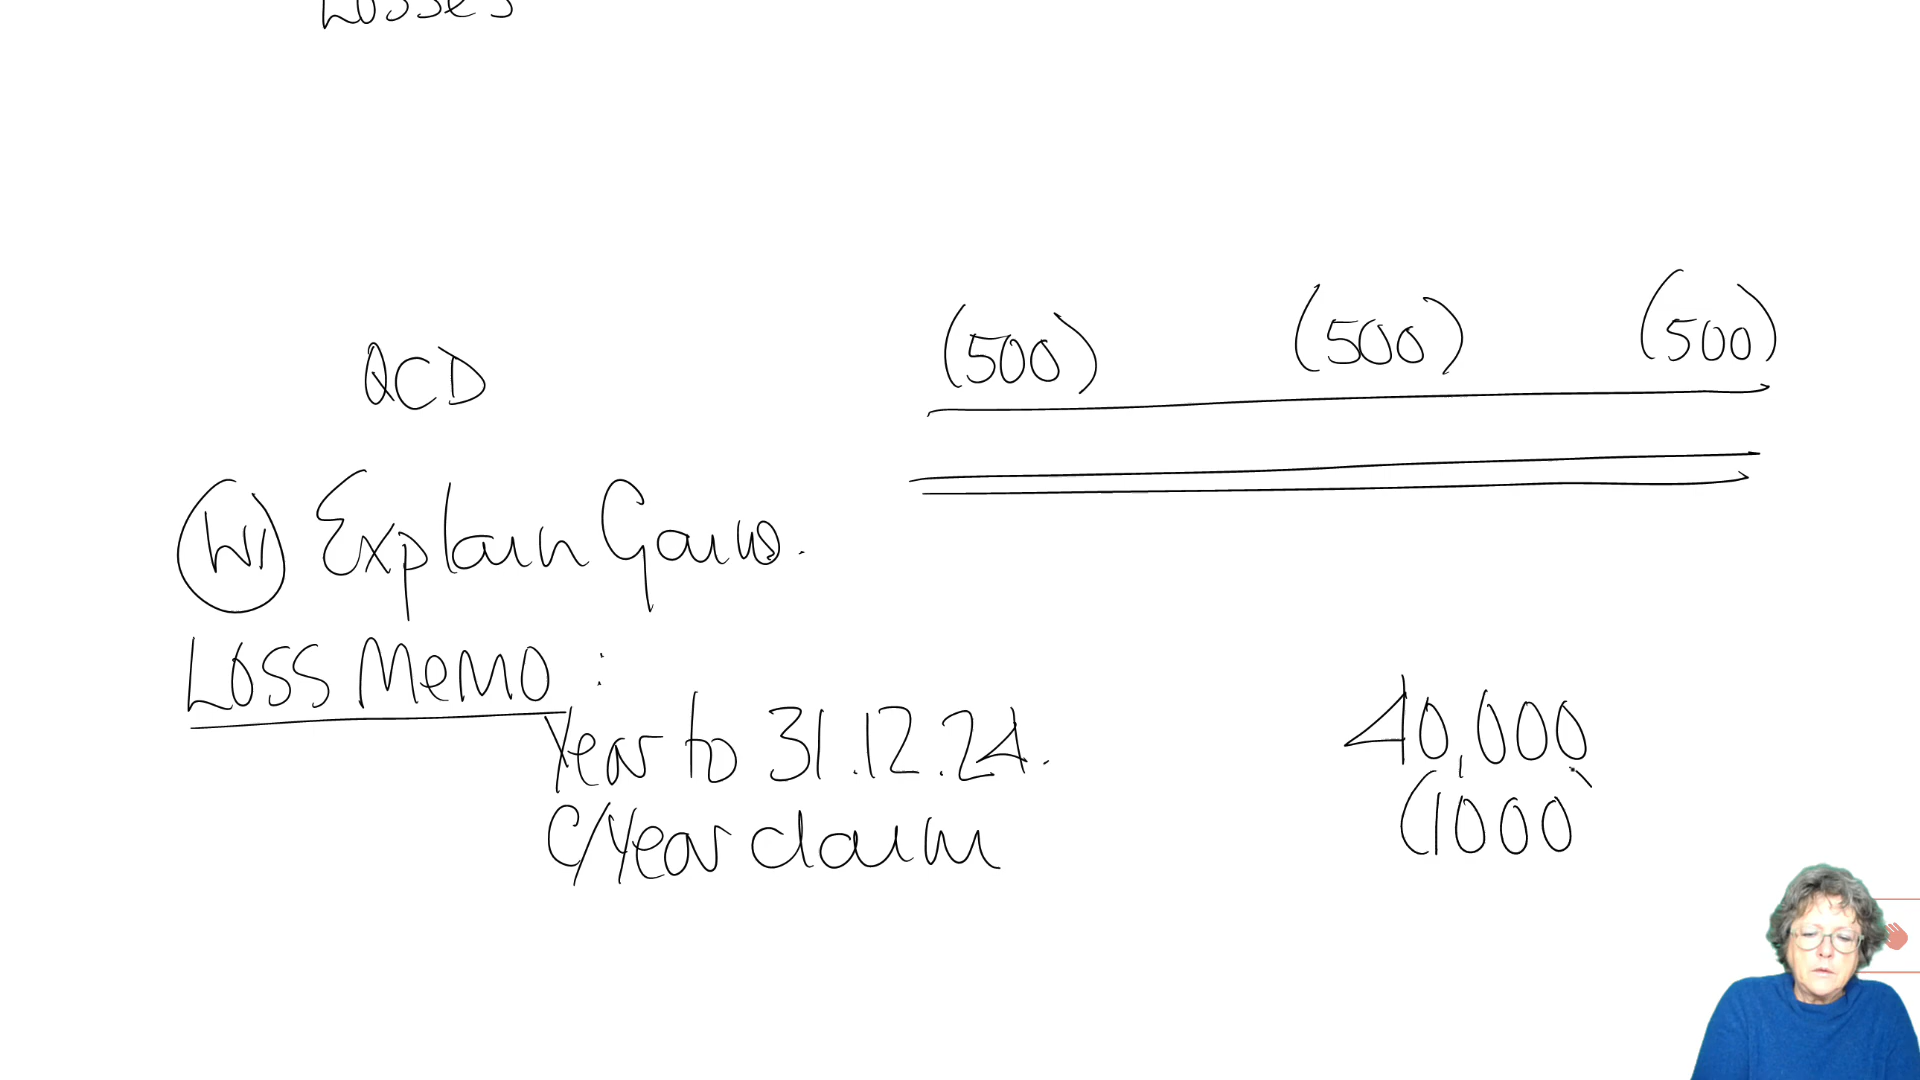 Losses
QCD (500) (500) (500)
W1 Explain Gains.
LOSS MEMO :
Year to 31.12.24. 40,000
C/Year claim (1000